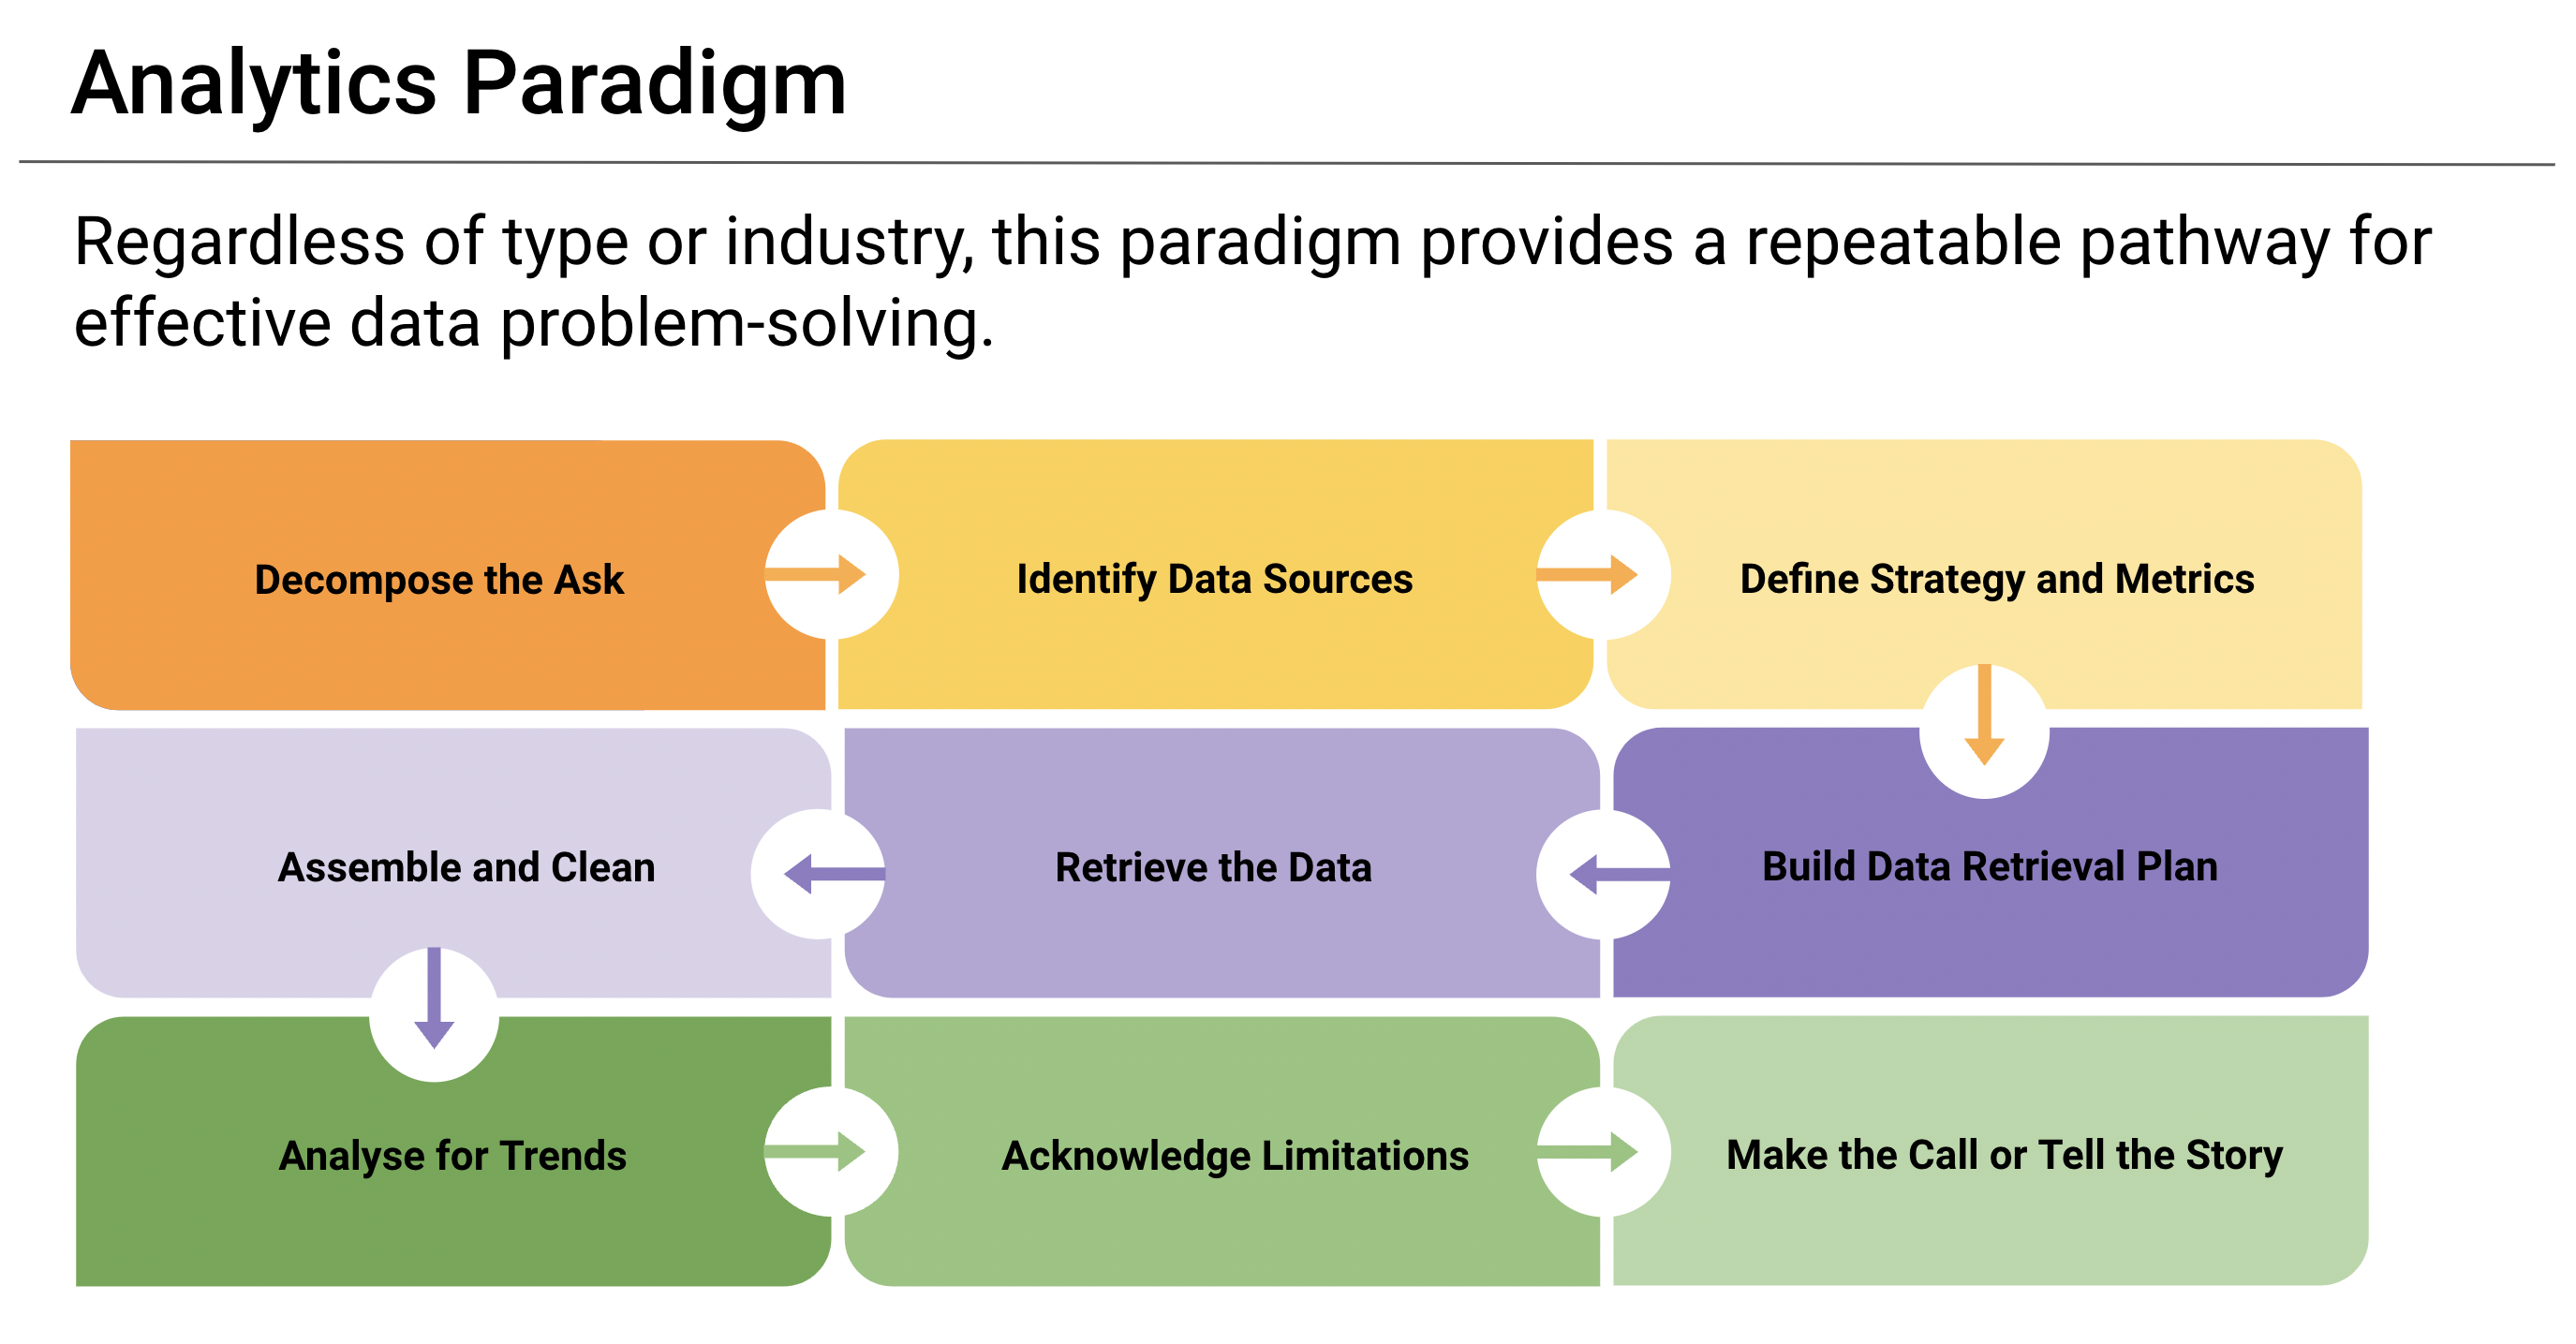 Analytics Paradigm
Regardless of type or industry, this paradigm provides a repeatable pathway for
effective data problem-solving.
Decompose the Ask
Identify Data Sources
Define Strategy and Metrics
Build Data Retrieval Plan
Retrieve the Data
Assemble and Clean
Analyse for Trends
Acknowledge Limitations
Make the Call or Tell the Story